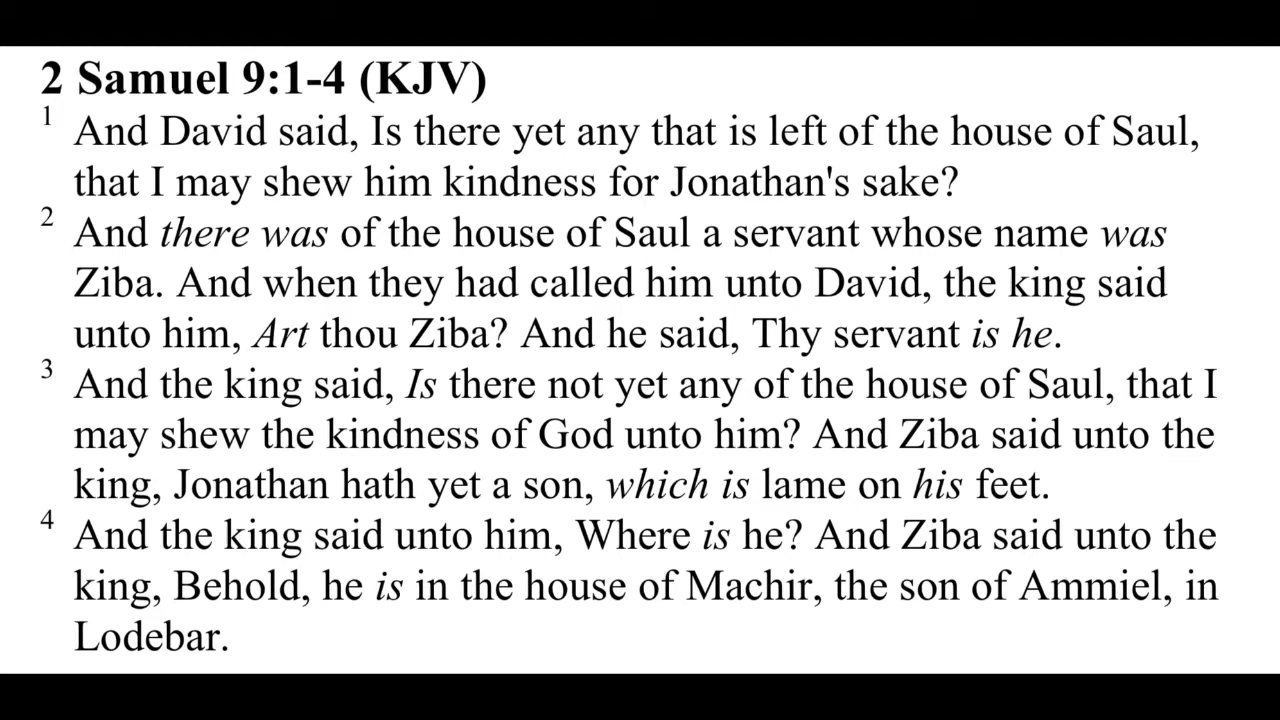 2 Samuel 9:1-4 (KJV)
1 And David said, Is there yet any that is left of the house of Saul,
that I may shew him kindness for Jonathan's sake?
2 And there was of the house of Saul a servant whose name was
Ziba. And when they had called him unto David, the king said
unto him, Art thou Ziba? And he said, Thy servant is he.
3 And the king said, Is there not yet any of the house of Saul, that I
may shew the kindness of God unto him? And Ziba said unto the
king, Jonathan hath yet a son, which is lame on his feet.
4 And the king said unto him, Where is he? And Ziba said unto the
king, Behold, he is in the house of Machir, the son of Ammiel, in
Lodebar.